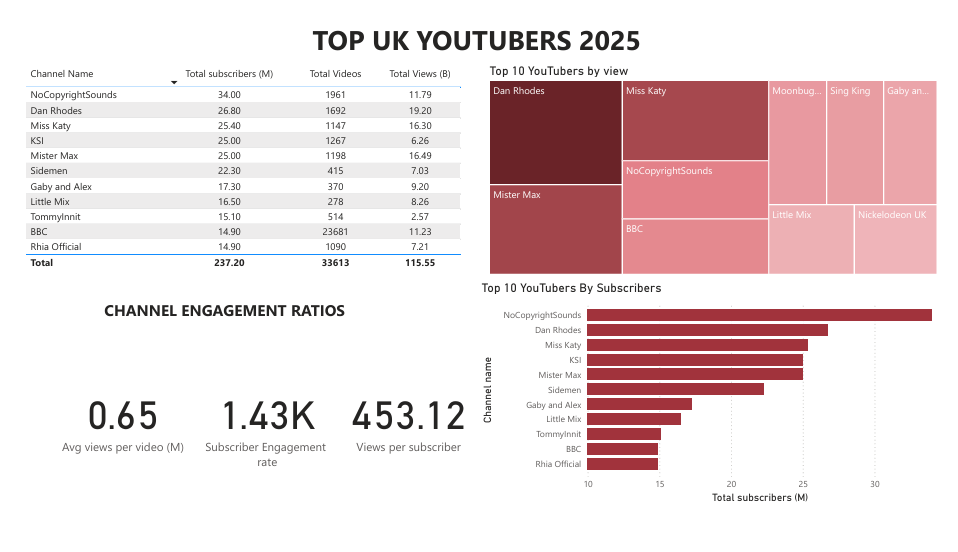 TOP UK YOUTUBERS 2025
Channel Name Total subscribers (M) Total Videos Total Views (B)
NoCopyrightSounds 34.00 1961 11.79
Dan Rhodes 26.80 1692 19.20
Miss Katy 25.40 1147 16.30
KSI 25.00 1267 6.26
Mister Max 25.00 1198 16.49
Sidemen 22.30 415 7.03
Gaby and Alex 17.30 370 9.20
Little Mix 16.50 278 8.26
TommyInnit 15.10 514 2.57
BBC 14.90 23681 11.23
Rhia Official 14.90 1090 7.21
Total 237.20 33613 115.55
Top 10 YouTubers by view
Dan Rhodes
Mister Max
Miss Katy
NoCopyrightSounds
BBC
Moonbug...
Sing King
Gaby an...
Little Mix
Nickelodeon UK
CHANNEL ENGAGEMENT RATIOS
0.65
Avg views per video (M)
1.43K
Subscriber Engagement
rate
453.12
Views per subscriber
Top 10 YouTubers By Subscribers
Channel name
NoCopyrightSounds
Dan Rhodes
Miss Katy
KSI
Mister Max
Sidemen
Gaby and Alex
Little Mix
TommyInnit
BBC
Rhia Official
10 15 20 25 30
Total subscribers (M)